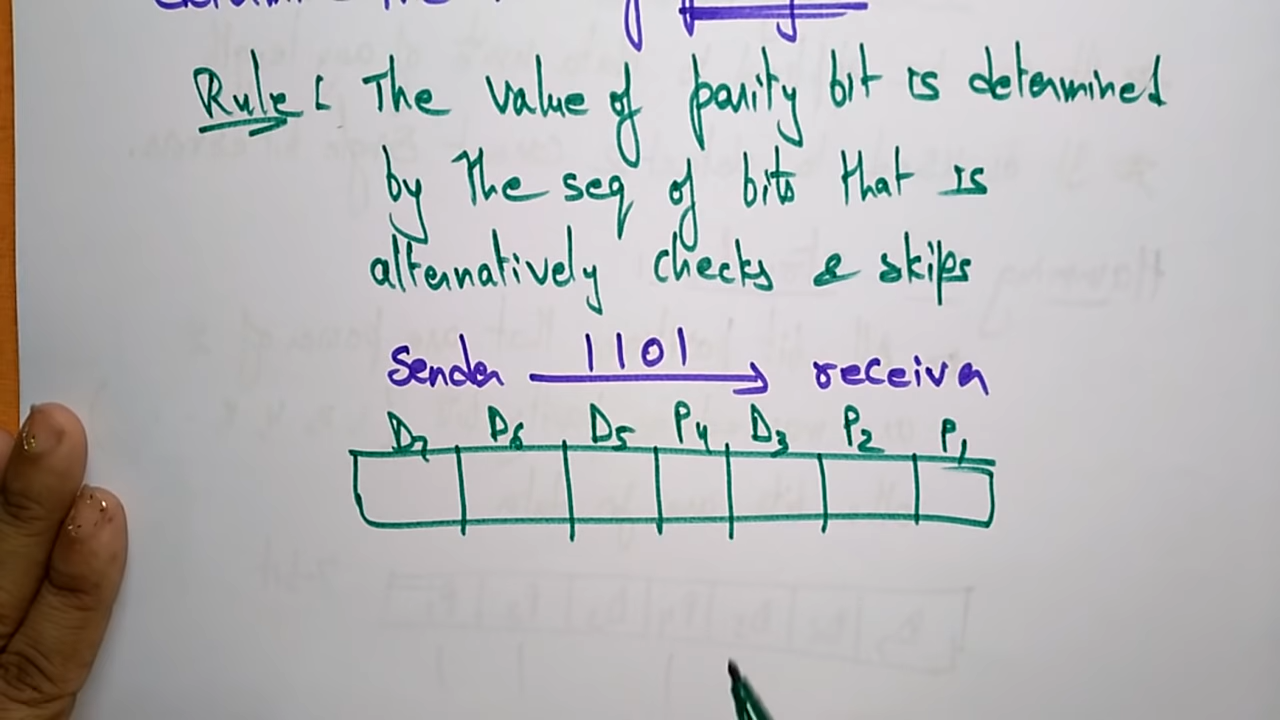 Rule: The value of parity bit is determined
by the seq of bits that is
alternatively checks & skips
1101
Sender receiver
D7 D6 D5 P4 D3 P2 P1